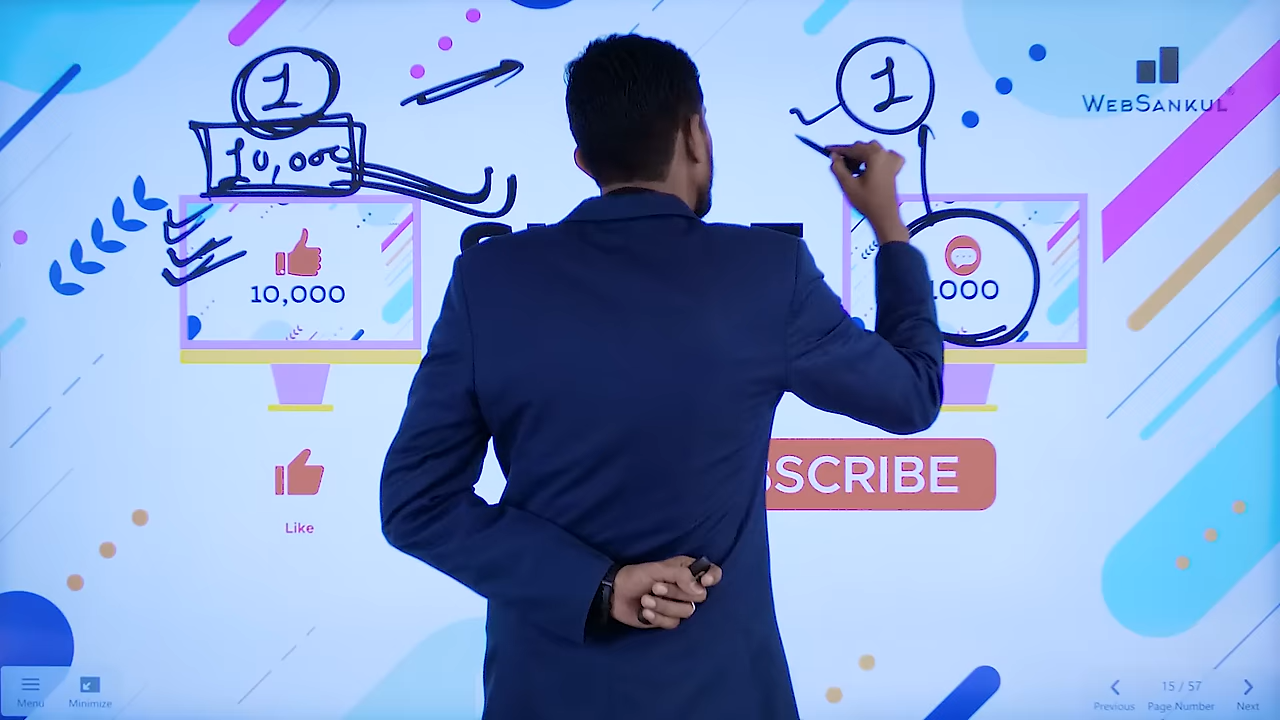 1
10,000
1
WEBSANKUL
10,000
1000
SCRIBE
Like
Menu
Minimize
15 / 57
Previous
Page Number
Next